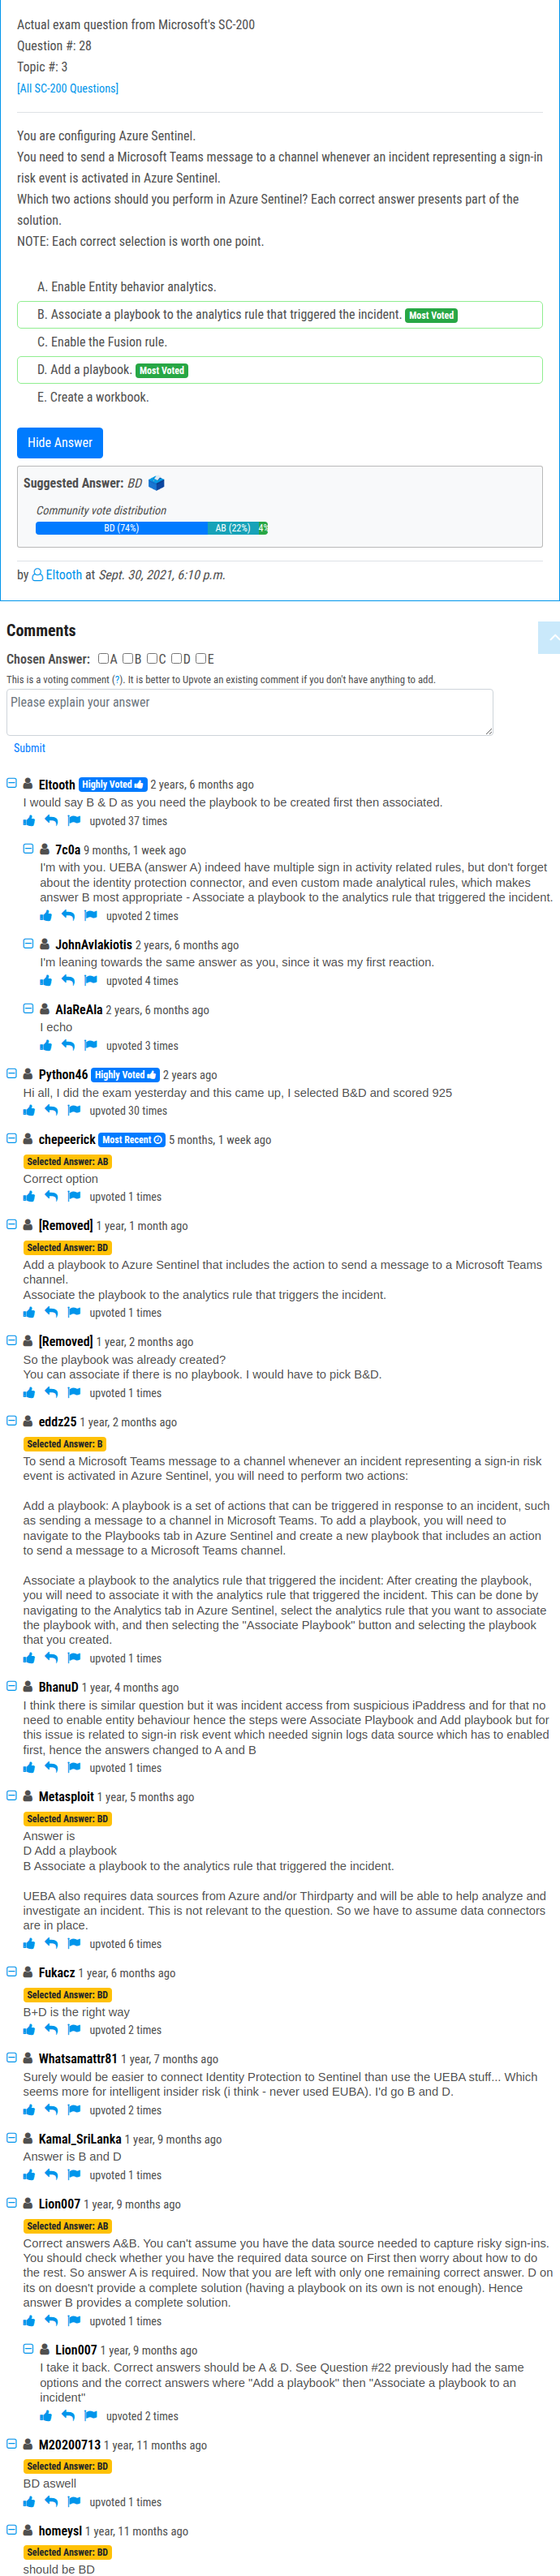 Actual exam question from Microsoft's SC-200
Question #: 28
Topic #: 3
[All SC-200 Questions]
You are configuring Azure Sentinel.
You need to send a Microsoft Teams message to a channel whenever an incident representing a sign-in
risk event is activated in Azure Sentinel.
Which two actions should you perform in Azure Sentinel? Each correct answer presents part of the
solution.
NOTE: Each correct selection is worth one point.
A. Enable Entity behavior analytics.
B. Associate a playbook to the analytics rule that triggered the incident. Most Voted
C. Enable the Fusion rule.
D. Add a playbook. Most Voted
E. Create a workbook.
Hide Answer
Suggested Answer: BD
Community vote distribution
BD (74%) AB (22%) 4%
by Eltooth at Sept. 30, 2021, 6:10 p.m.
Comments
Chosen Answer: A B C D E
This is a voting comment (?). It is better to Upvote an existing comment if you don't have anything to add.
Please explain your answer
Submit
Eltooth Highly Voted 2 years, 6 months ago
I would say B & D as you need the playbook to be created first then associated.
upvoted 37 times
7c0a 9 months, 1 week ago
I'm with you. UEBA (answer A) indeed have multiple sign in activity related rules, but don't forget
about the identity protection connector, and even custom made analytical rules, which makes
answer B most appropriate - Associate a playbook to the analytics rule that triggered the incident.
upvoted 2 times
JohnAvlakiotis 2 years, 6 months ago
I'm leaning towards the same answer as you, since it was my first reaction.
upvoted 4 times
AlaReAla 2 years, 6 months ago
I echo
upvoted 3 times
Python46 Highly Voted 2 years ago
Hi all, I did the exam yesterday and this came up, I selected B&D and scored 925
upvoted 30 times
chepeerick Most Recent 5 months, 1 week ago
Selected Answer: AB
Correct option
upvoted 1 times
[Removed] 1 year, 1 month ago
Selected Answer: BD
Add a playbook to Azure Sentinel that includes the action to send a message to a Microsoft Teams
channel.
Associate the playbook to the analytics rule that triggers the incident.
upvoted 1 times
[Removed] 1 year, 2 months ago
So the playbook was already created?
You can associate if there is no playbook. I would have to pick B&D.
upvoted 1 times
eddz25 1 year, 2 months ago
Selected Answer: B
To send a Microsoft Teams message to a channel whenever an incident representing a sign-in risk
event is activated in Azure Sentinel, you will need to perform two actions:
Add a playbook: A playbook is a set of actions that can be triggered in response to an incident, such
as sending a message to a channel in Microsoft Teams. To add a playbook, you will need to
navigate to the Playbooks tab in Azure Sentinel and create a new playbook that includes an action
to send a message to a Microsoft Teams channel.
Associate a playbook to the analytics rule that triggered the incident: After creating the playbook,
you will need to associate it with the analytics rule that triggered the incident. This can be done by
navigating to the Analytics tab in Azure Sentinel, select the analytics rule that you want to associate
the playbook with, and then selecting the "Associate Playbook" button and selecting the playbook
that you created.
upvoted 1 times
BhanuD 1 year, 4 months ago
I think there is similar question but it was incident access from suspicious iPaddress and for that no
need to enable entity behaviour hence the steps were Associate Playbook and Add playbook but for
this issue is related to sign-in risk event which needed signin logs data source which has to enabled
first, hence the answers changed to A and B
upvoted 1 times
Metasploit 1 year, 5 months ago
Selected Answer: BD
Answer is
D Add a playbook
B Associate a playbook to the analytics rule that triggered the incident.
UEBA also requires data sources from Azure and/or Thirdparty and will be able to help analyze and
investigate an incident. This is not relevant to the question. So we have to assume data connectors
are in place.
upvoted 6 times
Fukacz 1 year, 6 months ago
Selected Answer: BD
B+D is the right way
upvoted 2 times
Whatsamattr81 1 year, 7 months ago
Surely would be easier to connect Identity Protection to Sentinel than use the UEBA stuff... Which
seems more for intelligent insider risk (i think - never used EUBA). I'd go B and D.
upvoted 2 times
Kamal_SriLanka 1 year, 9 months ago
Answer is B and D
upvoted 1 times
Lion007 1 year, 9 months ago
Selected Answer: AB
Correct answers A&B. You can't assume you have the data source needed to capture risky sign-ins.
You should check whether you have the required data source on First then worry about how to do
the rest. So answer A is required. Now that you are left with only one remaining correct answer. D on
its on doesn't provide a complete solution (having a playbook on its own is not enough). Hence
answer B provides a complete solution.
upvoted 1 times
Lion007 1 year, 9 months ago
I take it back. Correct answers should be A & D. See Question #22 previously had the same
options and the correct answers where "Add a playbook" then "Associate a playbook to an
incident"
upvoted 2 times
M20200713 1 year, 11 months ago
Selected Answer: BD
BD aswell
upvoted 1 times
homeysl 1 year, 11 months ago
Selected Answer: BD
should be BD